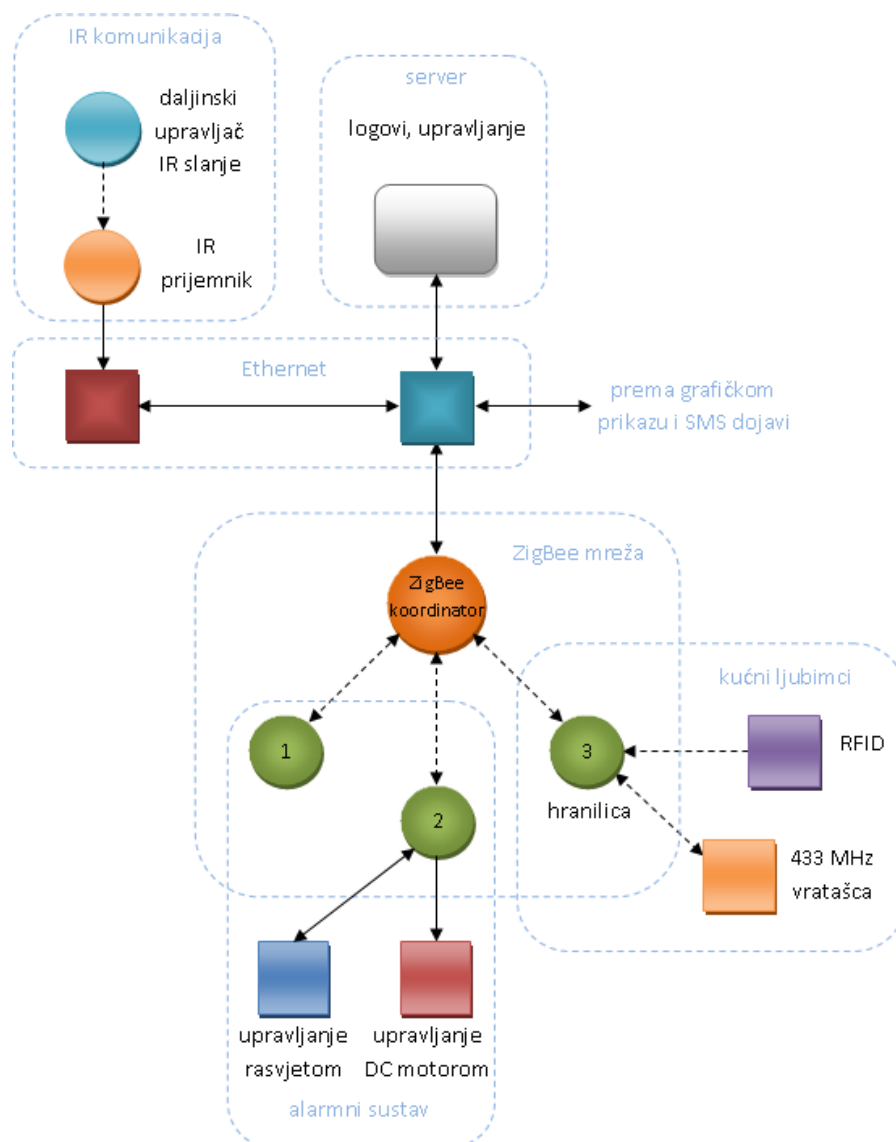 IR komunikacija
daljinski
upravljač
IR slanje
IR
prijemnik
server
logovi, upravljanje
Ethernet
prema grafičkom
prikazu i SMS dojavi
ZigBee mreža
ZigBee
koordinator
kućni ljubimci
1
3
RFID
hranilica
2
433 MHz
vratašca
upravljanje
rasvjetom
upravljanje
DC motorom
alarmni sustav